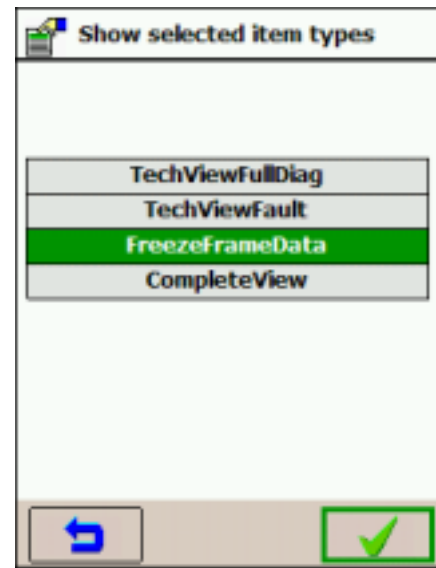 Show selected item types
TechViewFullDiag
TechViewFault
FreezeFrameData
CompleteView